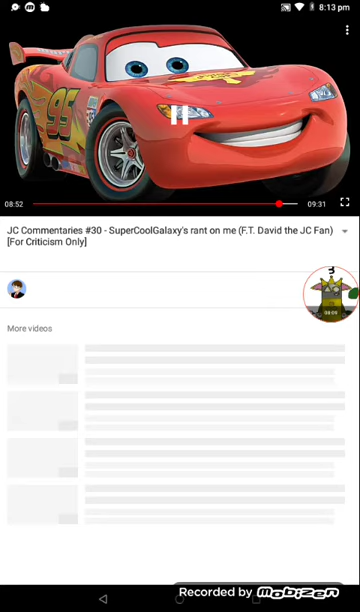 8:13 pm
95
08:52
09:31
JC Commentaries #30 - SuperCoolGalaxy's rant on me (F.T. David the JC Fan)
[For Criticism Only]
08:09
More videos
Recorded by Mobizen